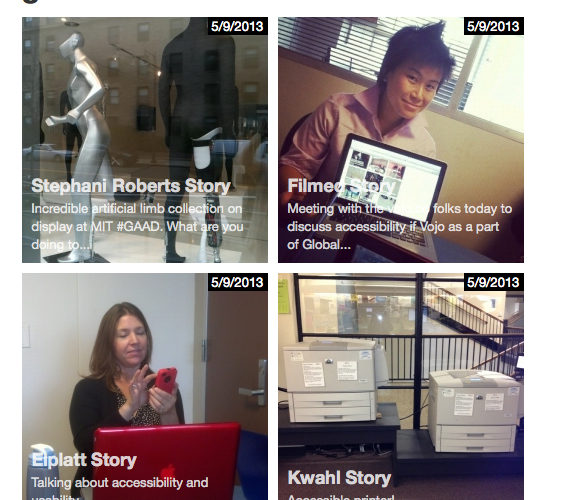 5/9/2013
Stephani Roberts Story
Incredible artificial limb collection on
display at MIT #GAAD. What are you
doing to...
5/9/2013
Filmed Story
Meeting with the folks today to
discuss accessibility if Vojo as a part
of Global...
5/9/2013
Elplatt Story
Talking about accessibility and
usability
5/9/2013
Kwahl Story
Accessible printer!